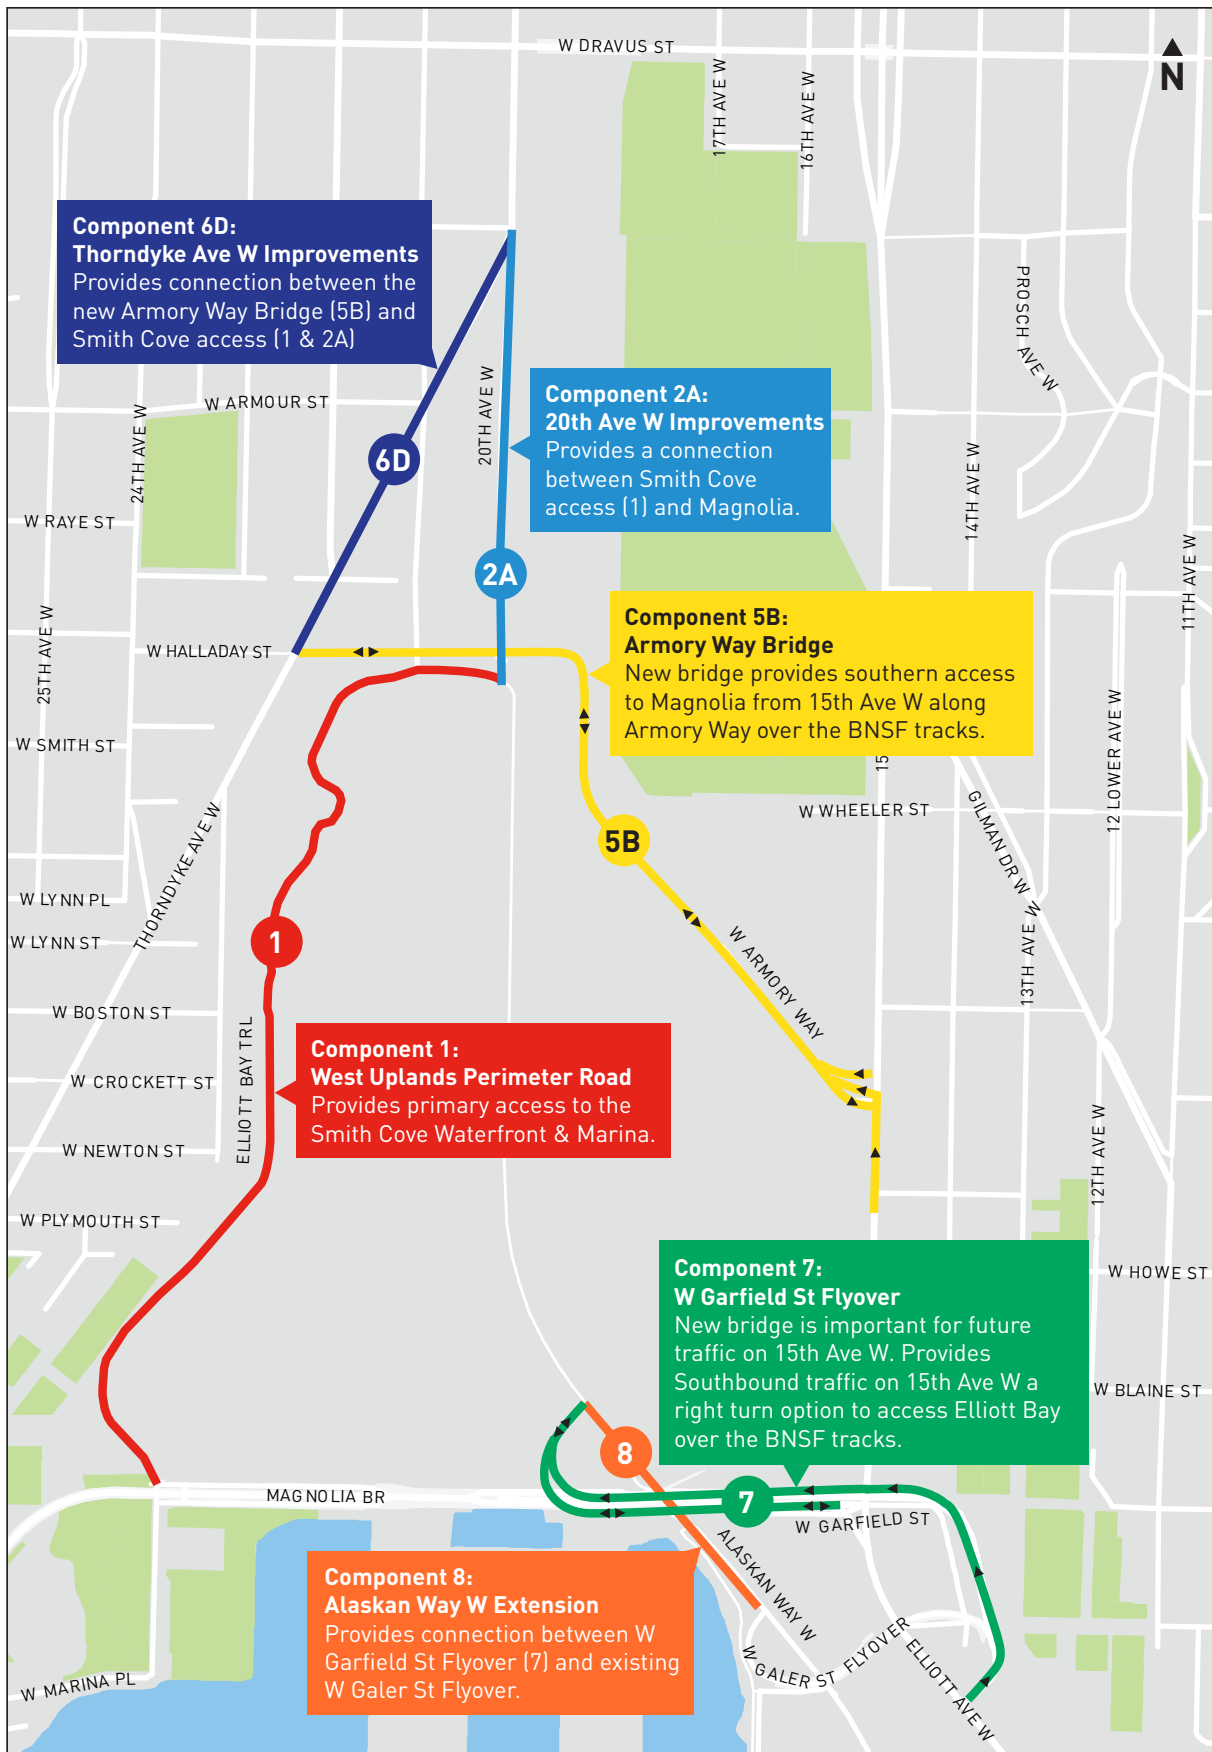 W DRAVUS ST
N
17TH AVE W
16TH AVE W
Component 6D:
Thorndyke Ave W Improvements
Provides connection between the
new Armory Way Bridge (5B) and
Smith Cove access (1 & 2A)
PROSCH AVE W
W ARMOUR ST
20TH AVE W
24TH AVE W
Component 2A:
20th Ave W Improvements
Provides a connection
between Smith Cove
access (1) and Magnolia.
6D
14TH AVE W
W RAYE ST
2A
11TH AVE W
25TH AVE W
Component 5B:
Armory Way Bridge
New bridge provides southern access
to Magnolia from 15th Ave W along
Armory Way over the BNSF tracks.
W HALLADAY ST
W SMITH ST
15
12 LOWER AVE W
W WHEELER ST
GILMAN DR W
5B
THORNDYKE AVE W
W LYNN PL
W LYNN ST
1
W ARMORY WAY
13TH AVE W
W BOSTON ST
ELLIOTT BAY TRL
Component 1:
West Uplands Perimeter Road
Provides primary access to the
Smith Cove Waterfront & Marina.
W CROCKETT ST
W NEWTON ST
12TH AVE W
W PLYMOUTH ST
Component 7:
W Garfield St Flyover
New bridge is important for future
traffic on 15th Ave W. Provides
Southbound traffic on 15th Ave W a
right turn option to access Elliott Bay
over the BNSF tracks.
W HOWE ST
W BLAINE ST
8
MAGNOLIA BR
7
W GARFIELD ST
ALASKAN WAY W
Component 8:
Alaskan Way W Extension
Provides connection between W
Garfield St Flyover (7) and existing
W Galer St Flyover.
W GALER ST FLYOVER
ELLIOTT AVE W
W MARINA PL